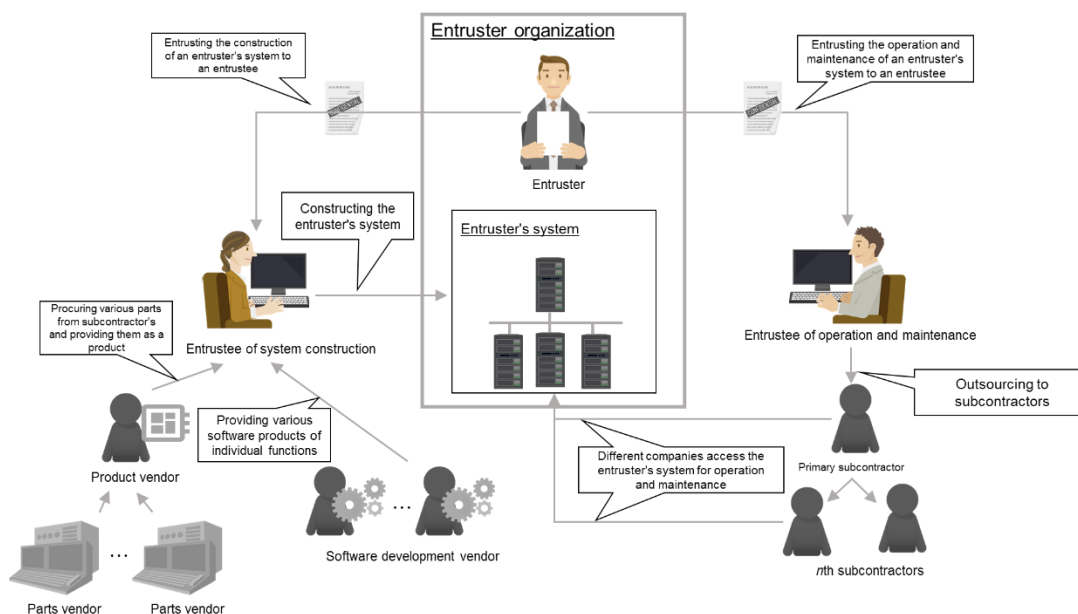 Entrusting the construction
of an entruster's system to
an entrustee
Entruster organization
Entrusting the operation and
maintenance of an entruster's
system to an entrustee
CONFIDENTIAL
CONFIDENTIAL
Entruster
Constructing the
entruster's system
Entruster's system
Procuring various parts
from subcontractor's
and providing them as a
product
Entrustee of system construction
Entrustee of operation and maintenance
Outsourcing to
subcontractors
Providing various
software products of
individual functions
Product vendor
Different companies access the
entruster's system for operation
and maintenance
Primary subcontractor
...
...
Software development vendor
nth subcontractors
Parts vendor
Parts vendor